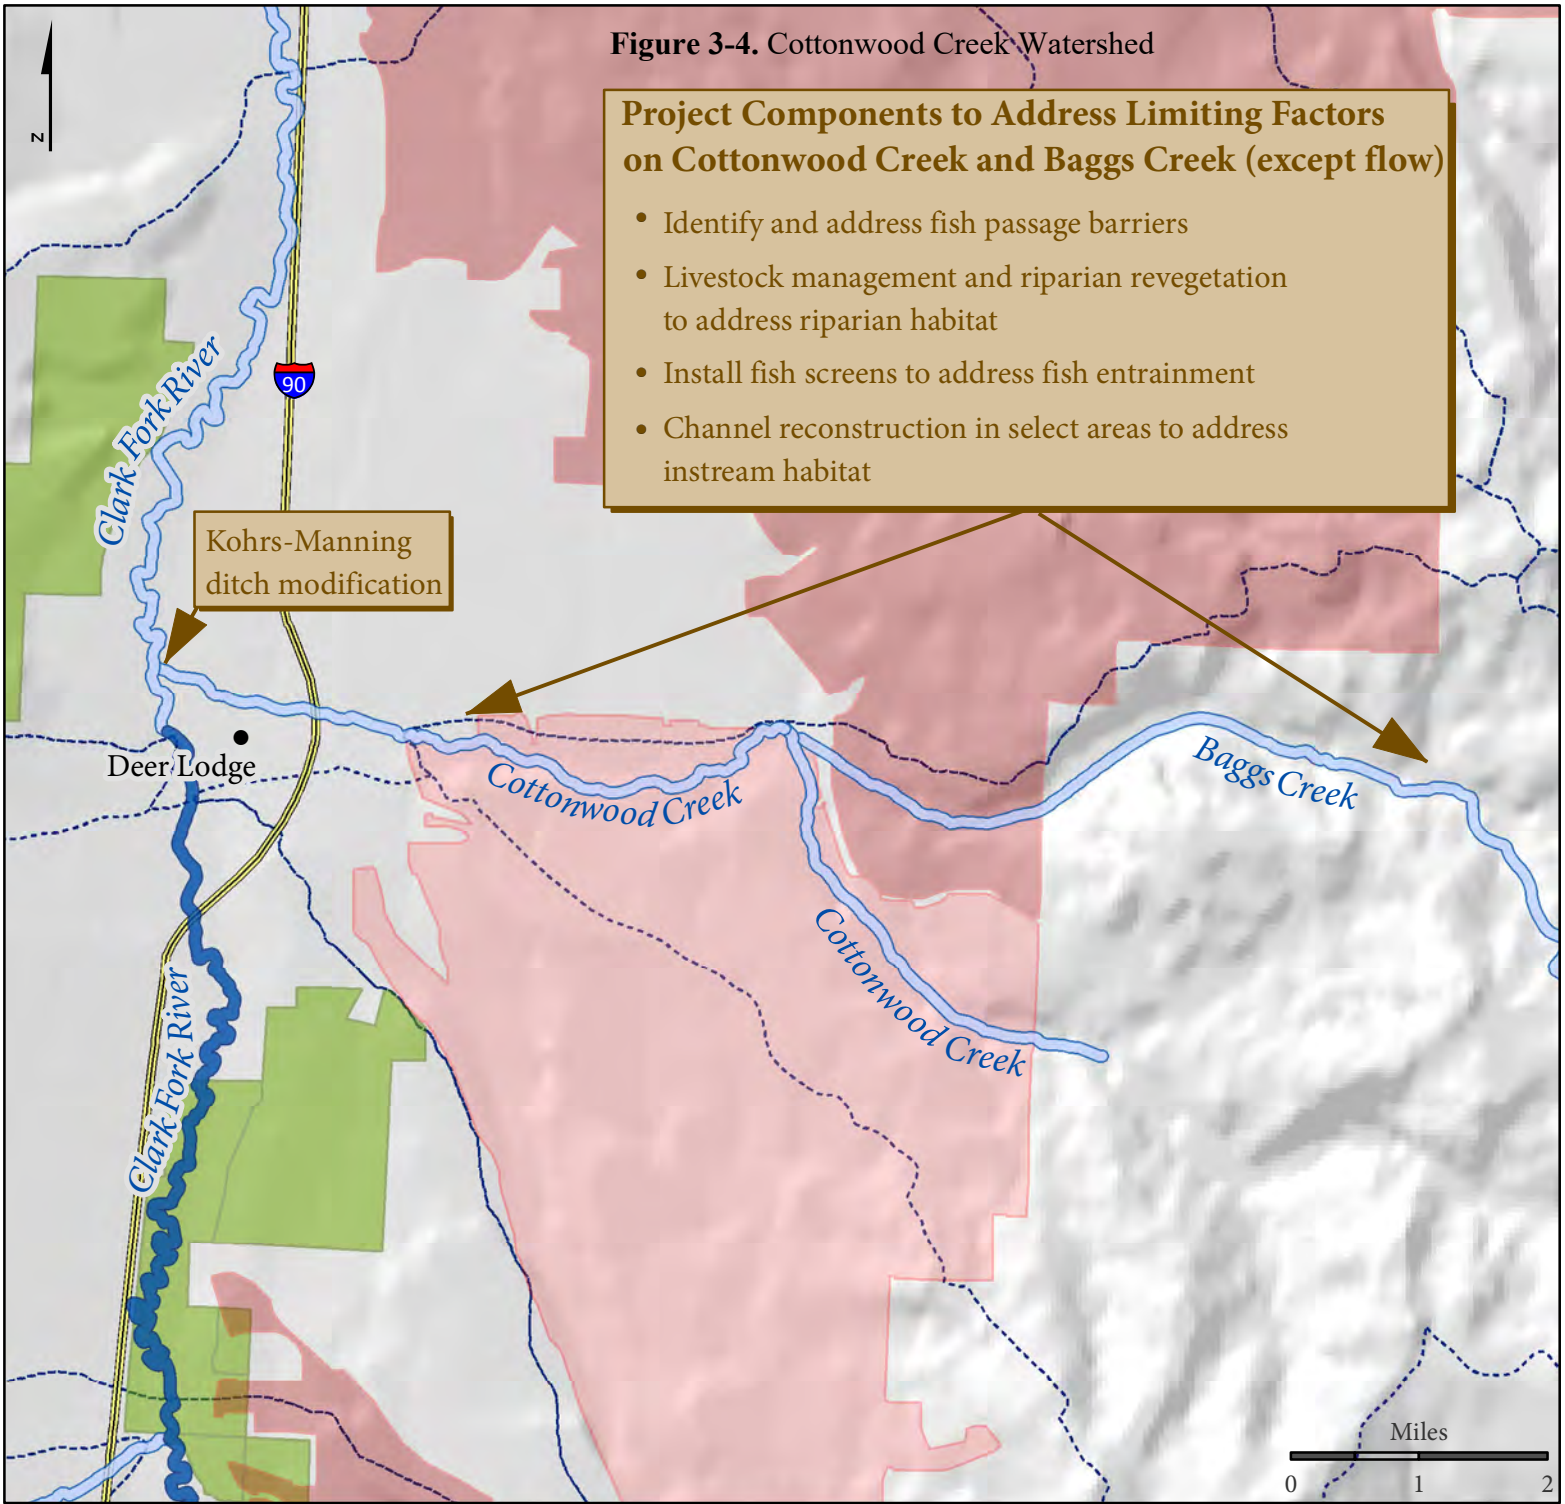 Figure 3-4. Cottonwood Creek Watershed
Project Components to Address Limiting Factors
on Cottonwood Creek and Baggs Creek (except flow)
• Identify and address fish passage barriers
• Livestock management and riparian revegetation
to address riparian habitat
• Install fish screens to address fish entrainment
• Channel reconstruction in select areas to address
instream habitat
N
90
Clark Fork River
Kohrs-Manning
ditch modification
Deer Lodge
Cottonwood Creek
Baggs Creek
Cottonwood Creek
Clark Fork River
Miles
0 1 2